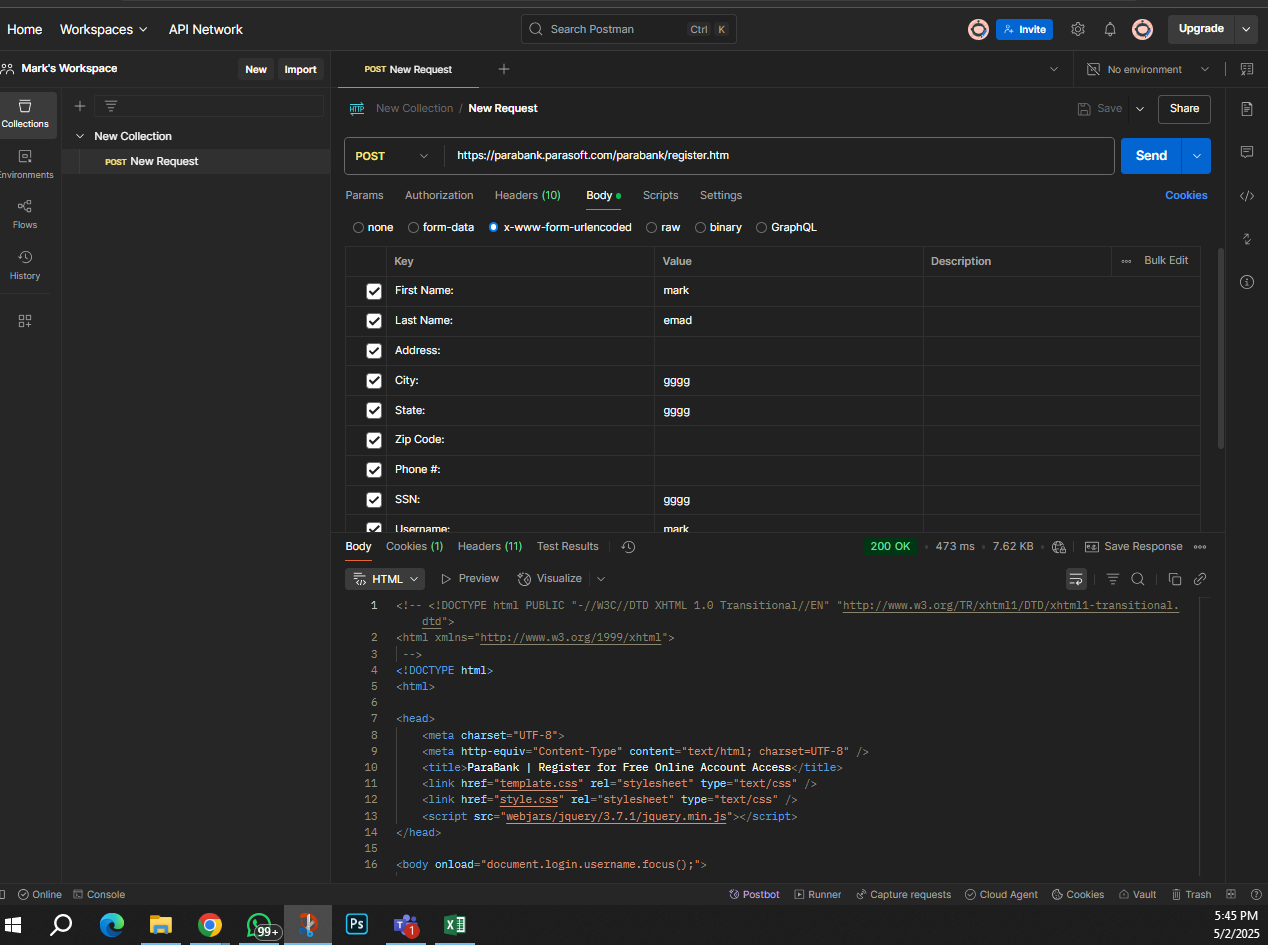 Home Workspaces API Network Search Postman Ctrl K Invite Upgrade
Mark's Workspace New Import POST New Request No environment
Collections
Environments
Flows
History
New Collection
POST New Request
New Collection / New Request Save Share
POST https://parabank.parasoft.com/parabank/register.htm Send
Params Authorization Headers (10) Body Scripts Settings Cookies
none form-data x-www-form-urlencoded raw binary GraphQL
Key Value Description Bulk Edit
First Name: mark
Last Name: emad
Address:
City: gggg
State: gggg
Zip Code:
Phone #:
SSN: gggg
Username: mark
Body Cookies (1) Headers (11) Test Results 200 OK 473 ms 7.62 KB Save Response
HTML Preview Visualize
1 <!-- <!DOCTYPE html PUBLIC "-//W3C//DTD XHTML 1.0 Transitional//EN" "http://www.w3.org/TR/xhtml1/DTD/xhtml1-transitional.
dtd">
2 <html xmlns="http://www.w3.org/1999/xhtml">
3 -->
4 <!DOCTYPE html>
5 <html>
6
7 <head>
8 <meta charset="UTF-8">
9 <meta http-equiv="Content-Type" content="text/html; charset=UTF-8" />
10 <title>ParaBank | Register for Free Online Account Access</title>
11 <link href="template.css" rel="stylesheet" type="text/css" />
12 <link href="style.css" rel="stylesheet" type="text/css" />
13 <script src="webjars/jquery/3.7.1/jquery.min.js"></script>
14 </head>
15
16 <body onload="document.login.username.focus();">
Online Console Postbot Runner Capture requests Cloud Agent Cookies Vault Trash
99+ Ps 1 5:45 PM
5/2/2025